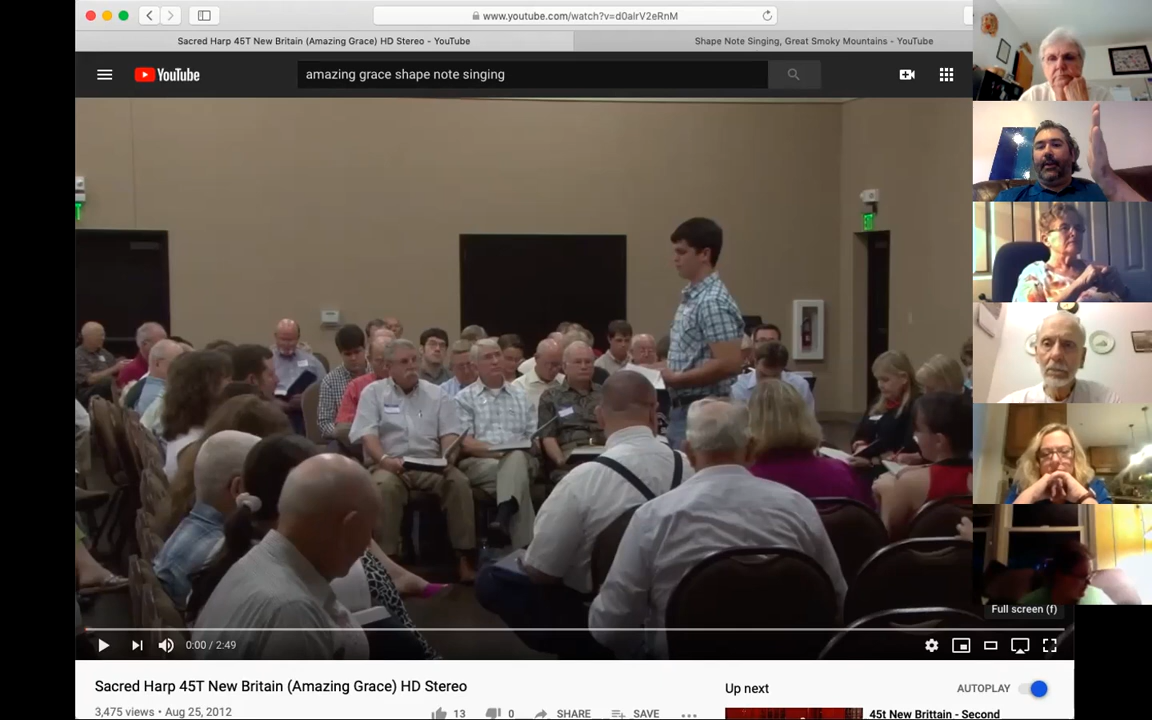 www.youtube.com/watch?v=d0alrV2eRnM
Sacred Harp 45T New Britain (Amazing Grace) HD Stereo - YouTube
Shape Note Singing, Great Smoky Mountains - YouTube
YouTube
amazing grace shape note singing
Full screen (f)
0:00 / 2:49
Sacred Harp 45T New Britain (Amazing Grace) HD Stereo
Up next
AUTOPLAY
3,475 views • Aug 25, 2012
13
0
SHARE
SAVE
45t New Brittain - Second